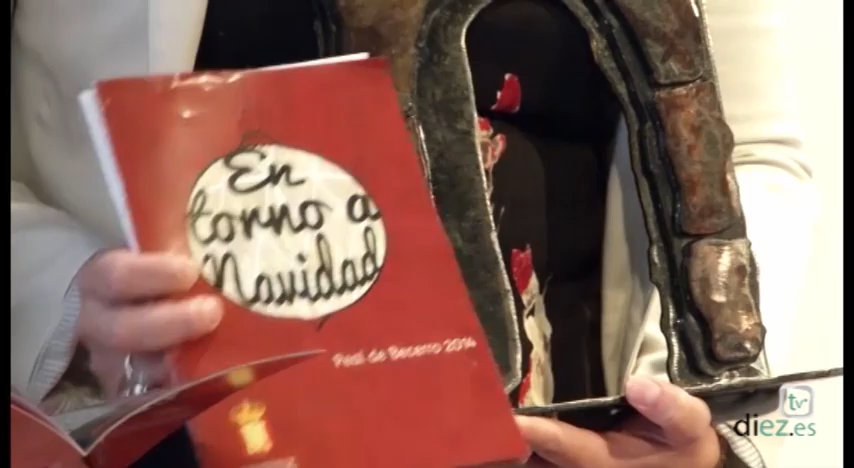 En
torno a
Navidad
Peal de Becerro 2014
tv
diez.es